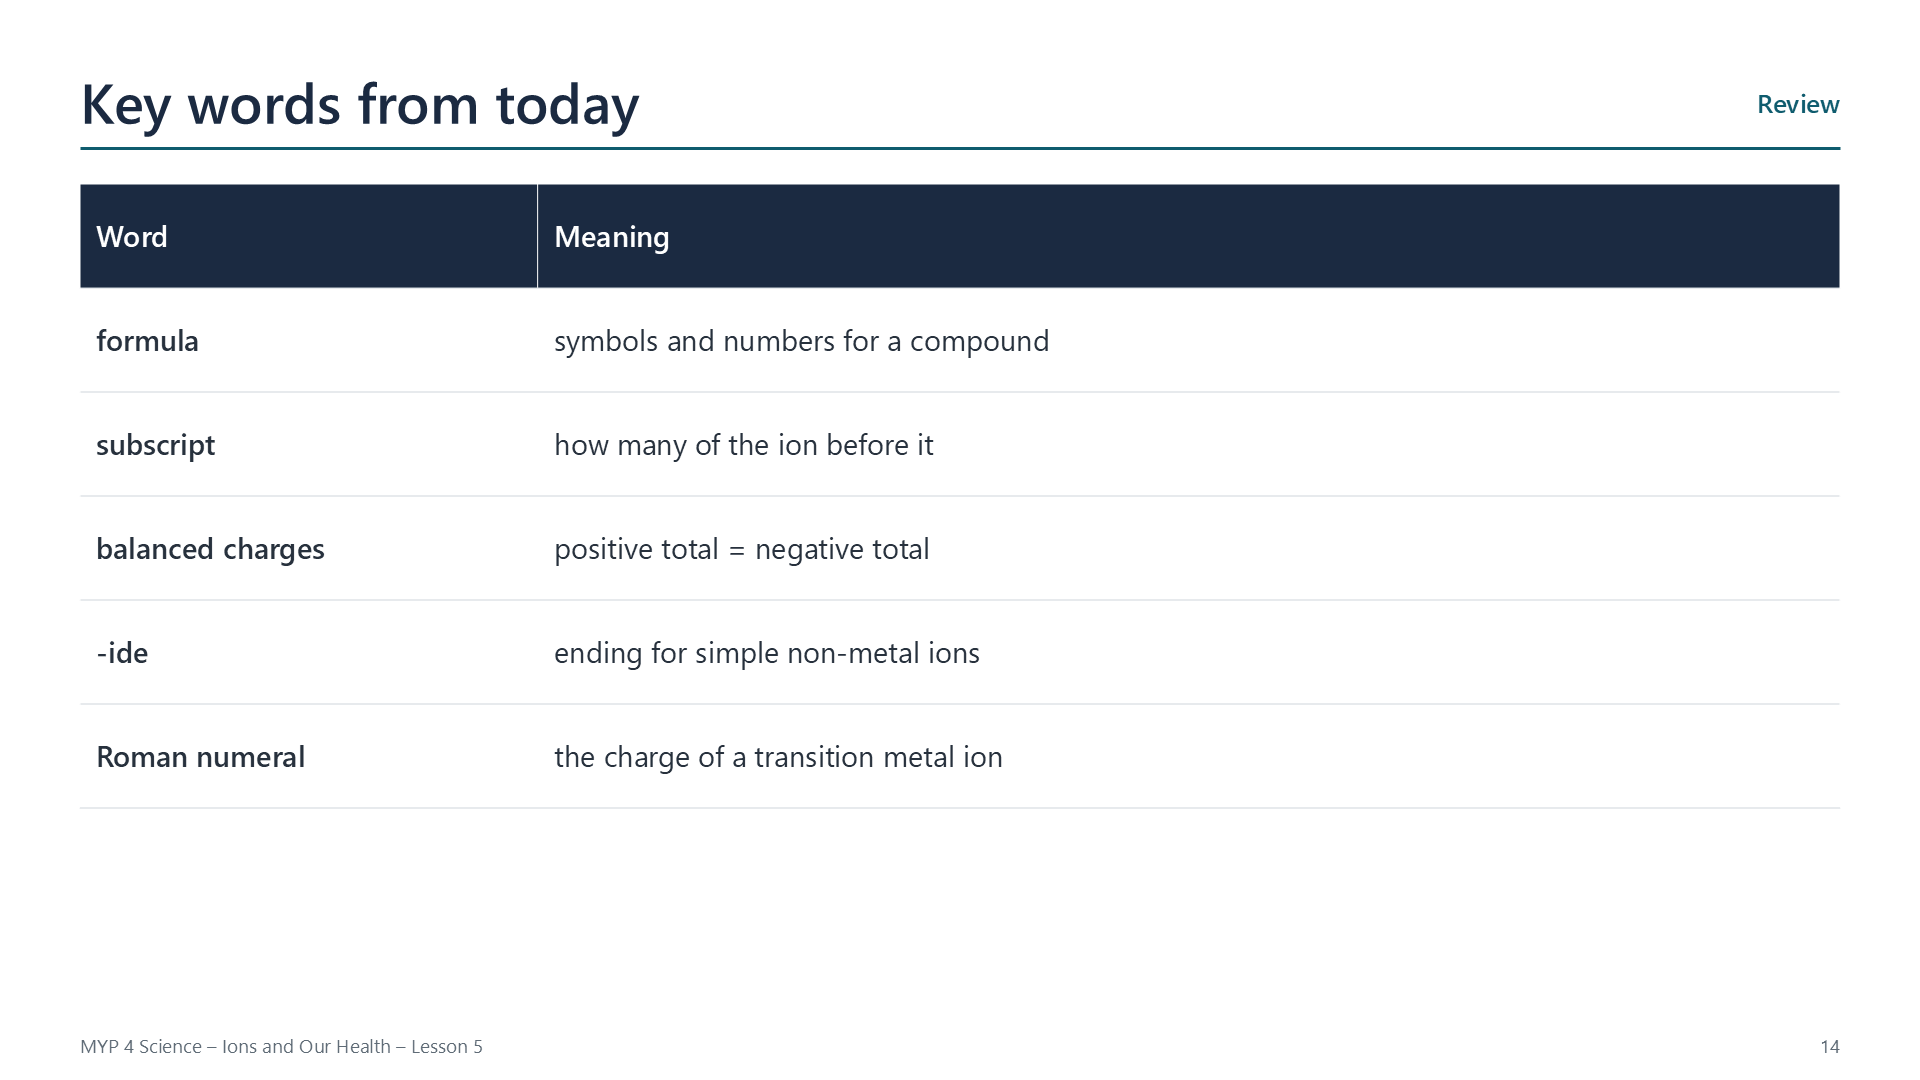 Key words from today
Review
Word Meaning
formula symbols and numbers for a compound
subscript how many of the ion before it
balanced charges positive total = negative total
-ide ending for simple non-metal ions
Roman numeral the charge of a transition metal ion
MYP 4 Science – Ions and Our Health – Lesson 5
14